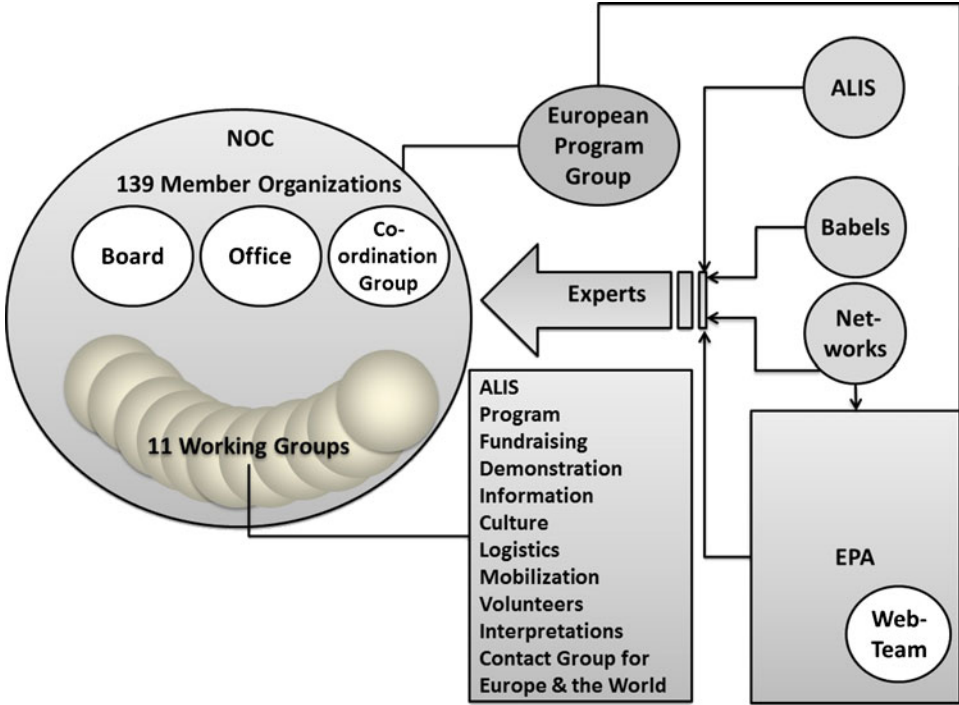 NOC
139 Member Organizations
Board
Office
Co-
ordination
Group
11 Working Groups
European
Program
Group
Experts
ALIS
Babels
Net-
works
ALIS
Program
Fundraising
Demonstration
Information
Culture
Logistics
Mobilization
Volunteers
Interpretations
Contact Group for
Europe & the World
EPA
Web-
Team